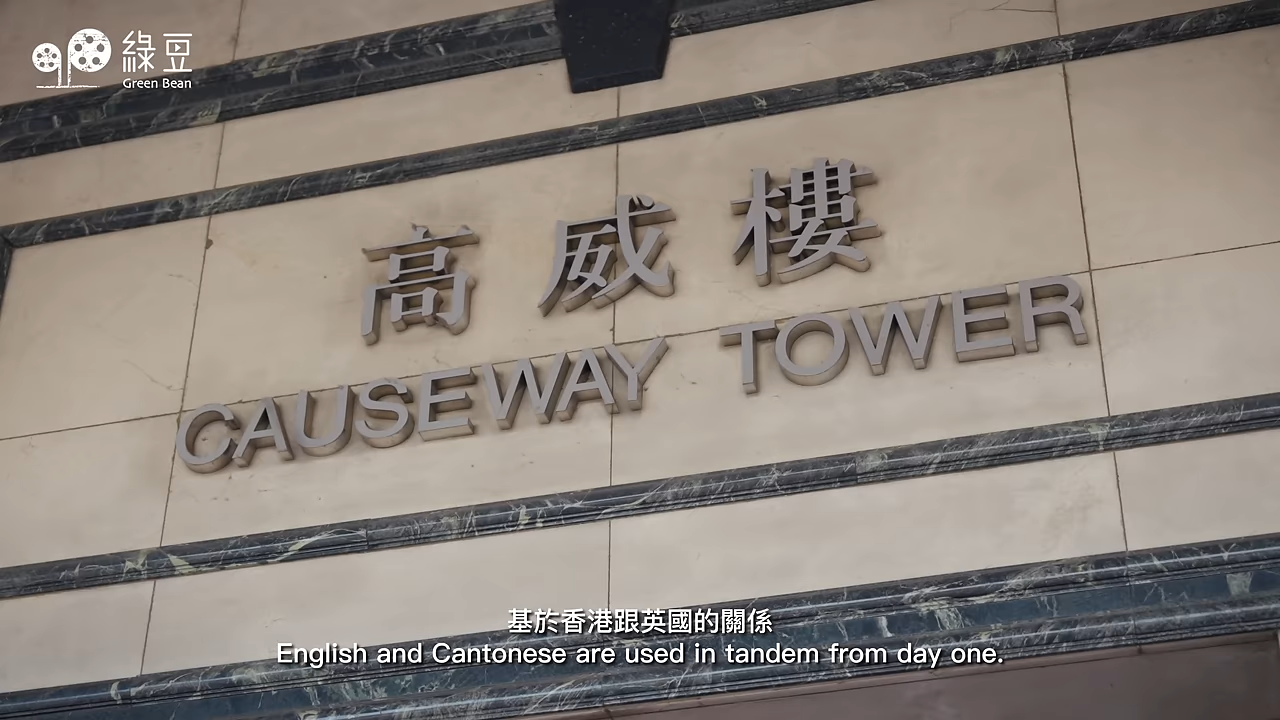 綠豆
Green Bean
高威樓
CAUSEWAY TOWER
基於香港跟英國的關係
English and Cantonese are used in tandem from day one.